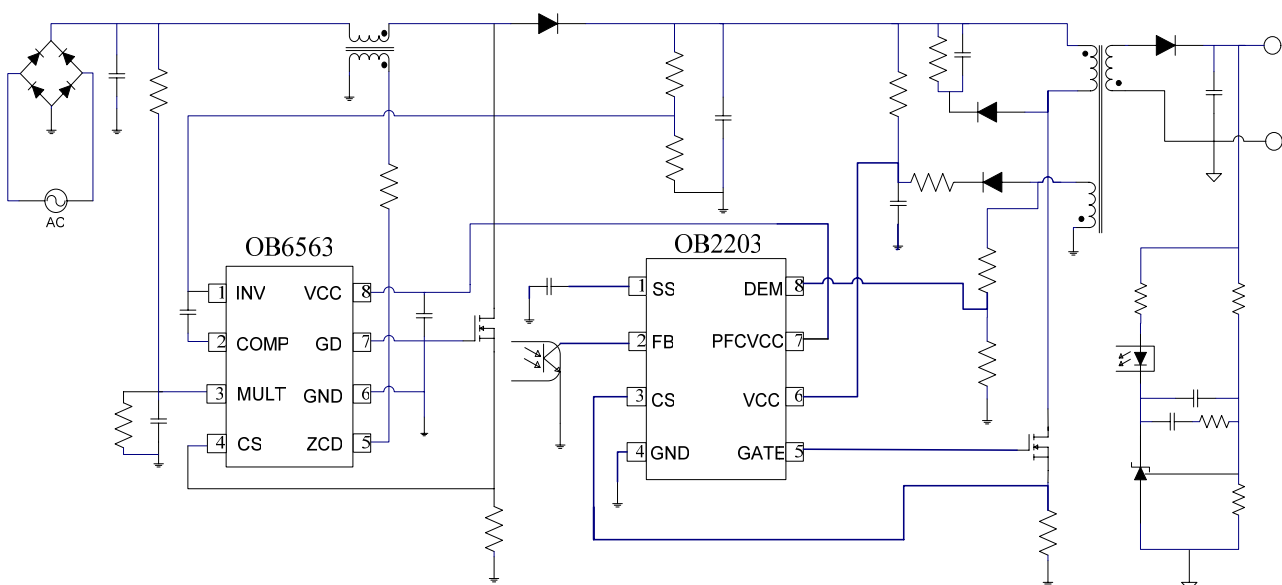 AC
OB6563
1 INV VCC 8
2 COMP GD 7
3 MULT GND 6
4 CS ZCD 5
OB2203
1 SS DEM 8
2 FB PFCVCC 7
3 CS VCC 6
4 GND GATE 5